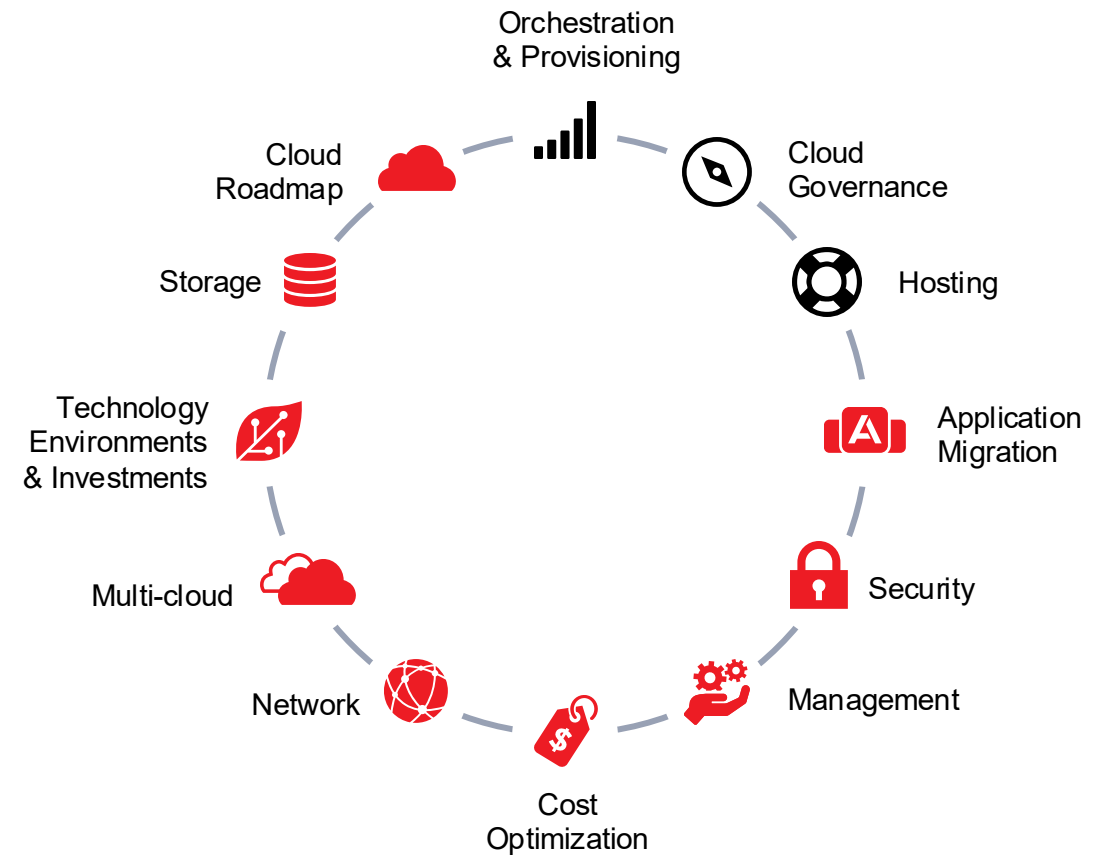 Orchestration
& Provisioning
Cloud
Governance
Hosting
Application
Migration
Security
Management
Cost
Optimization
Network
Multi-cloud
Technology
Environments
& Investments
Storage
Cloud
Roadmap
A
$